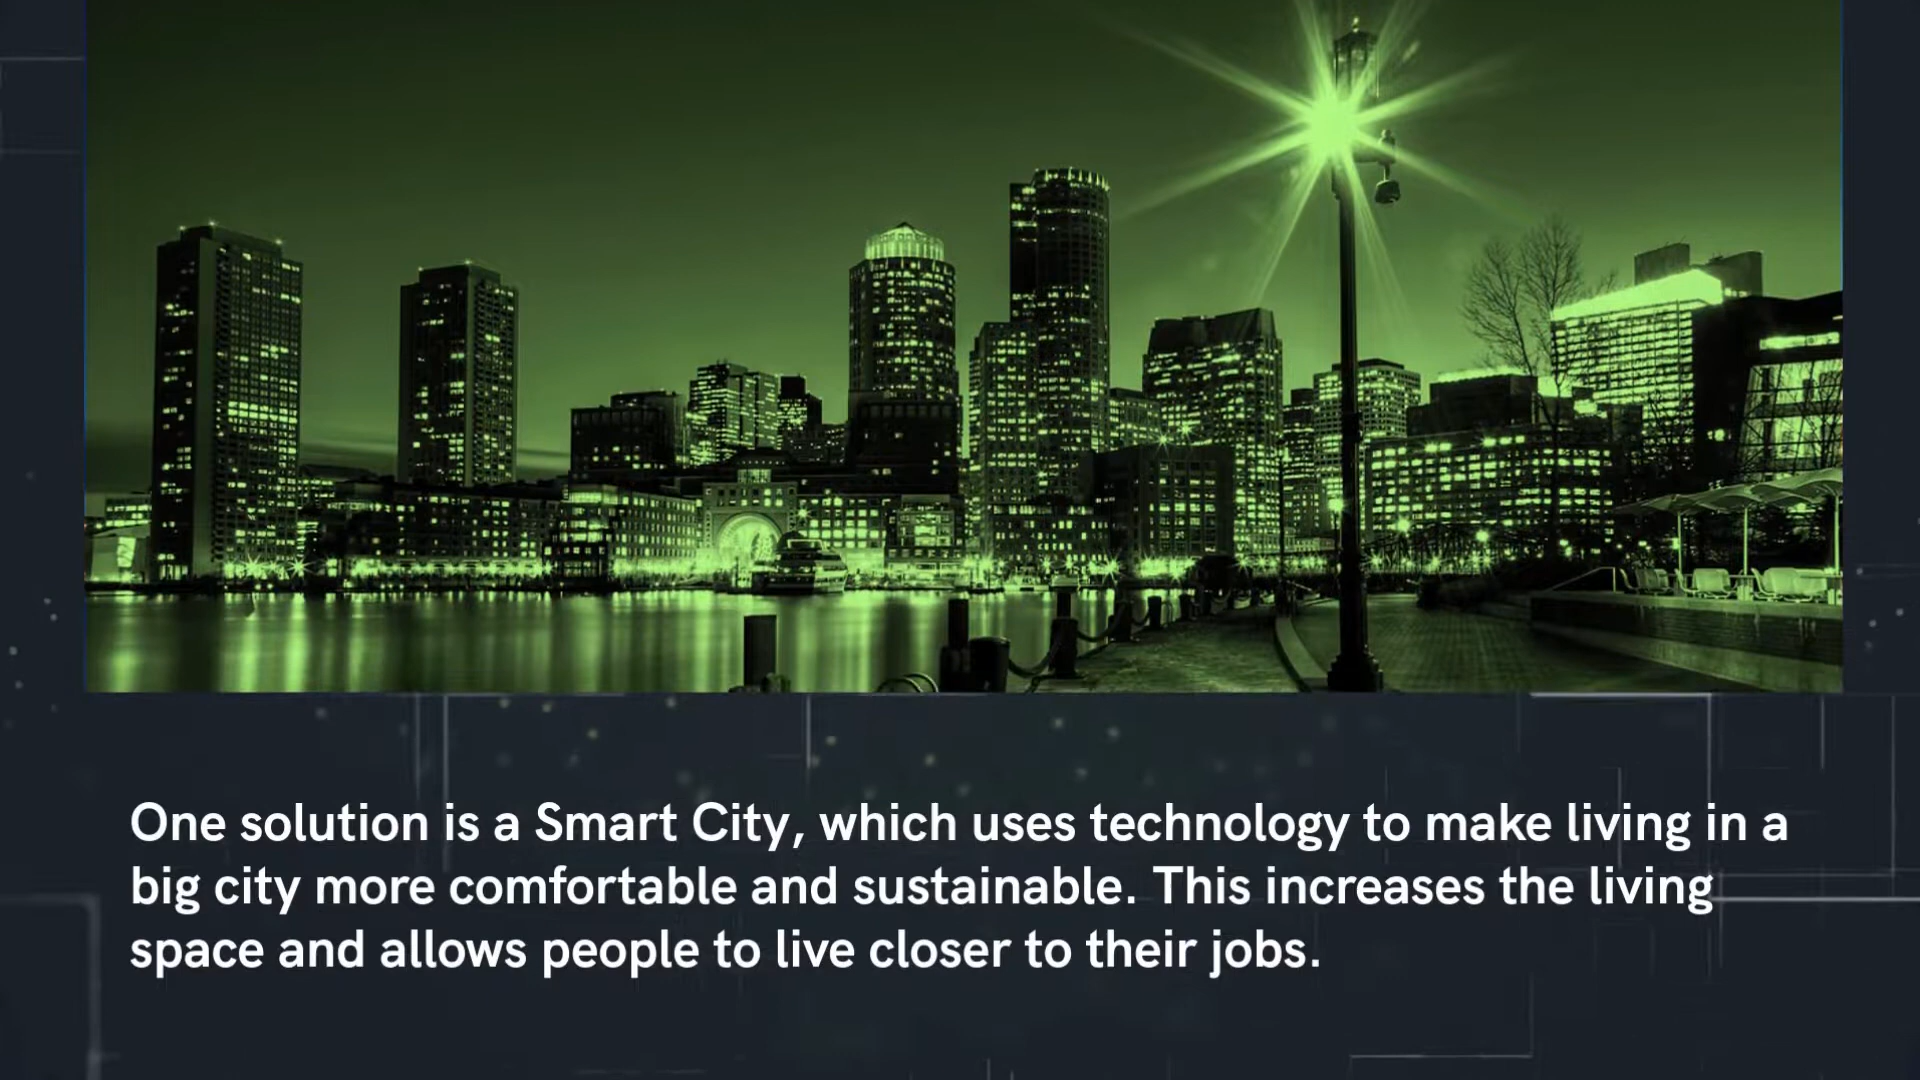 One solution is a Smart City, which uses technology to make living in a
big city more comfortable and sustainable. This increases the living
space and allows people to live closer to their jobs.